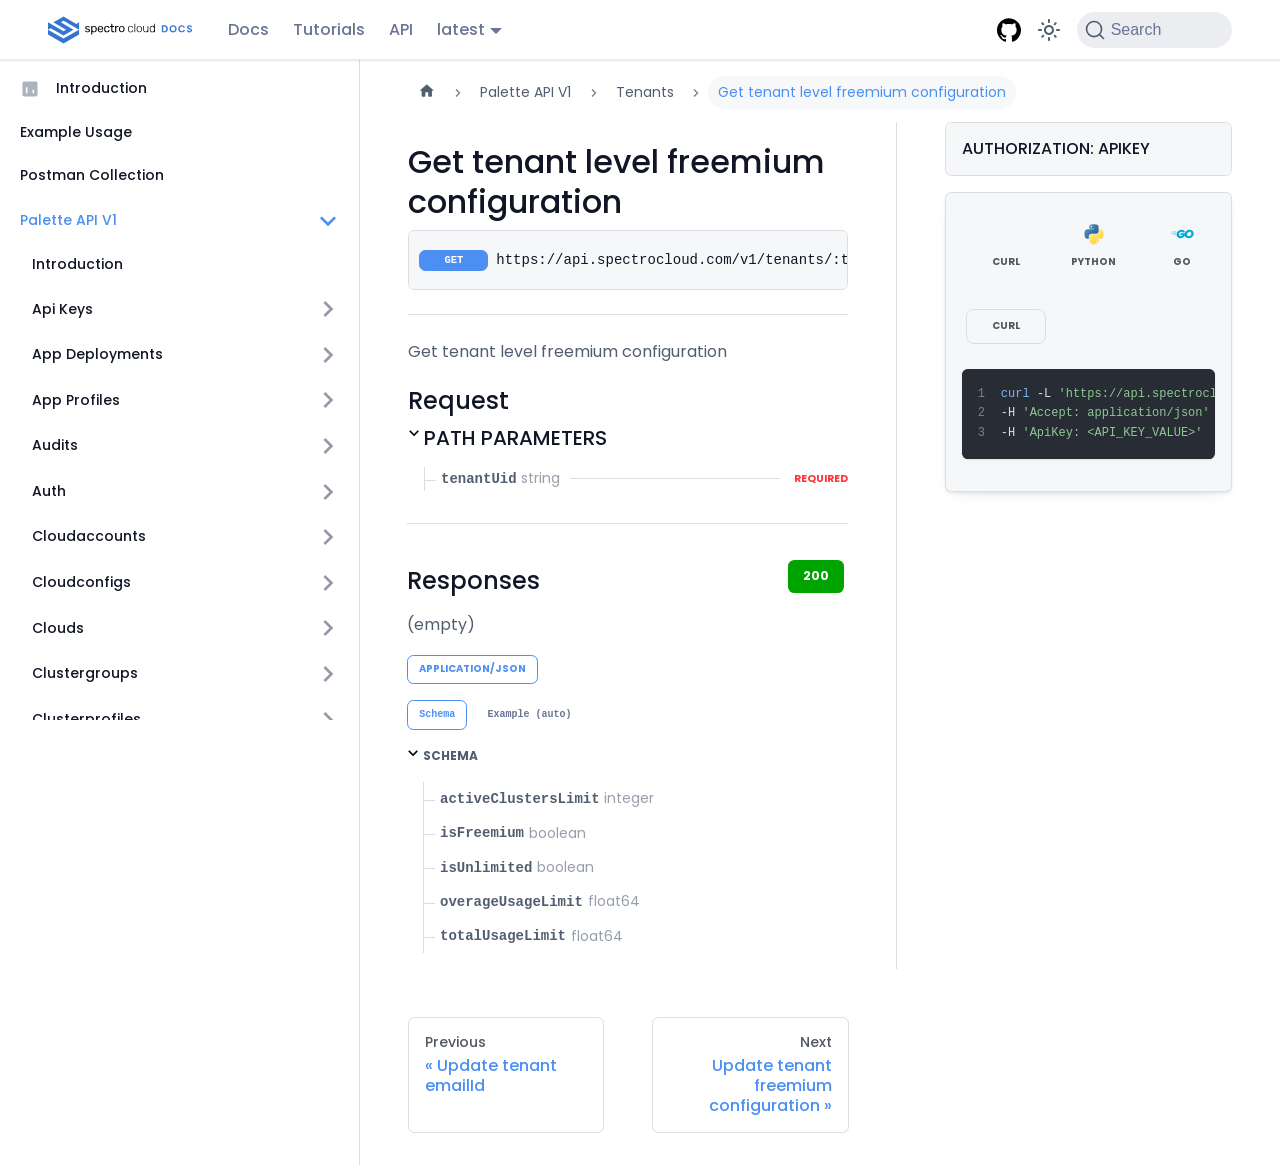 spectro cloud DOCS
Docs
Tutorials
API
latest
Search
Introduction
Example Usage
Postman Collection
Palette API V1
Introduction
Api Keys
App Deployments
App Profiles
Audits
Auth
Cloudaccounts
Cloudconfigs
Clouds
Clustergroups
Clusterprofiles
Palette API V1
Tenants
Get tenant level freemium configuration
Get tenant level freemium
configuration
GET https://api.spectrocloud.com/v1/tenants/:t
Get tenant level freemium configuration
Request
PATH PARAMETERS
tenantUid string REQUIRED
Responses
200
(empty)
APPLICATION/JSON
Schema
Example (auto)
SCHEMA
activeClustersLimit integer
isFreemium boolean
isUnlimited boolean
overageUsageLimit float64
totalUsageLimit float64
Previous
« Update tenant
emailId
Next
Update tenant
freemium
configuration »
AUTHORIZATION: APIKEY
CURL
PYTHON
GO
GO
CURL
1 curl -L 'https://api.spectrocl
2 -H 'Accept: application/json'
3 -H 'ApiKey: <API_KEY_VALUE>'